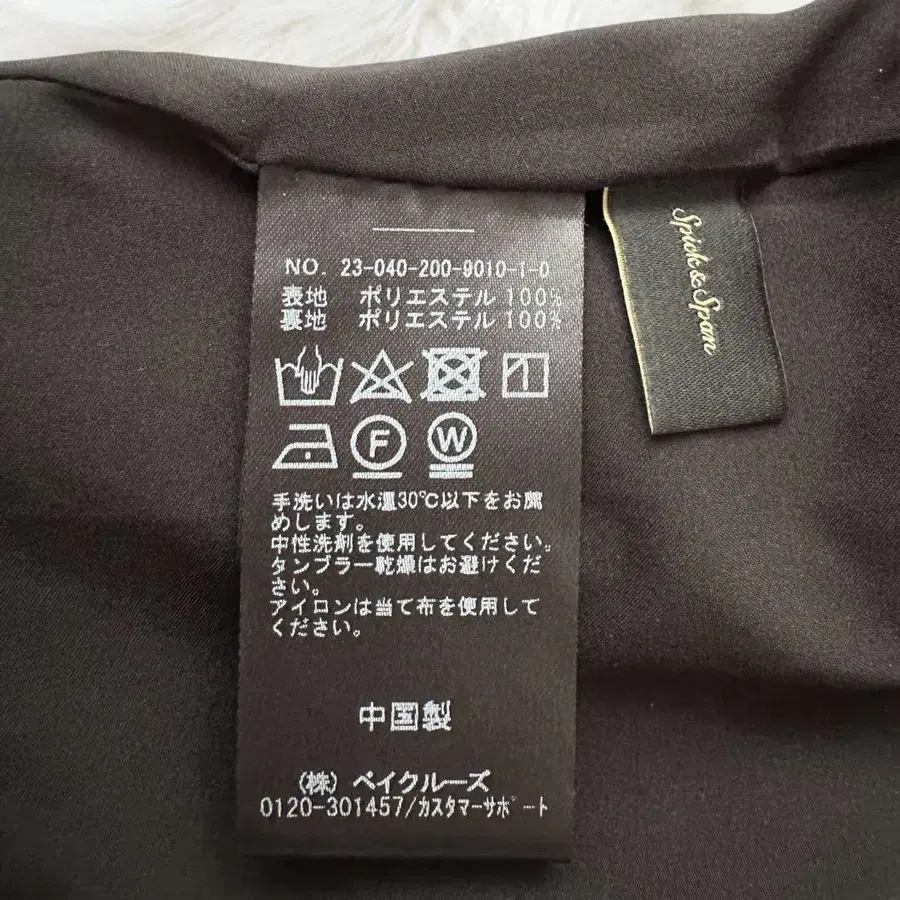 NO. 23-040-200-9010-1-0
表地 ポリエステル 100%
裏地 ポリエステル 100%
F
W
手洗いは水温30℃以下をお薦
めします。
中性洗剤を使用してください。
タンブラー乾燥はお避けくだ
さい。
アイロンは当て布を使用して
ください。
中国製
(株) ベイクルーズ
0120-301457/カスタマーサポート
Spick & Span